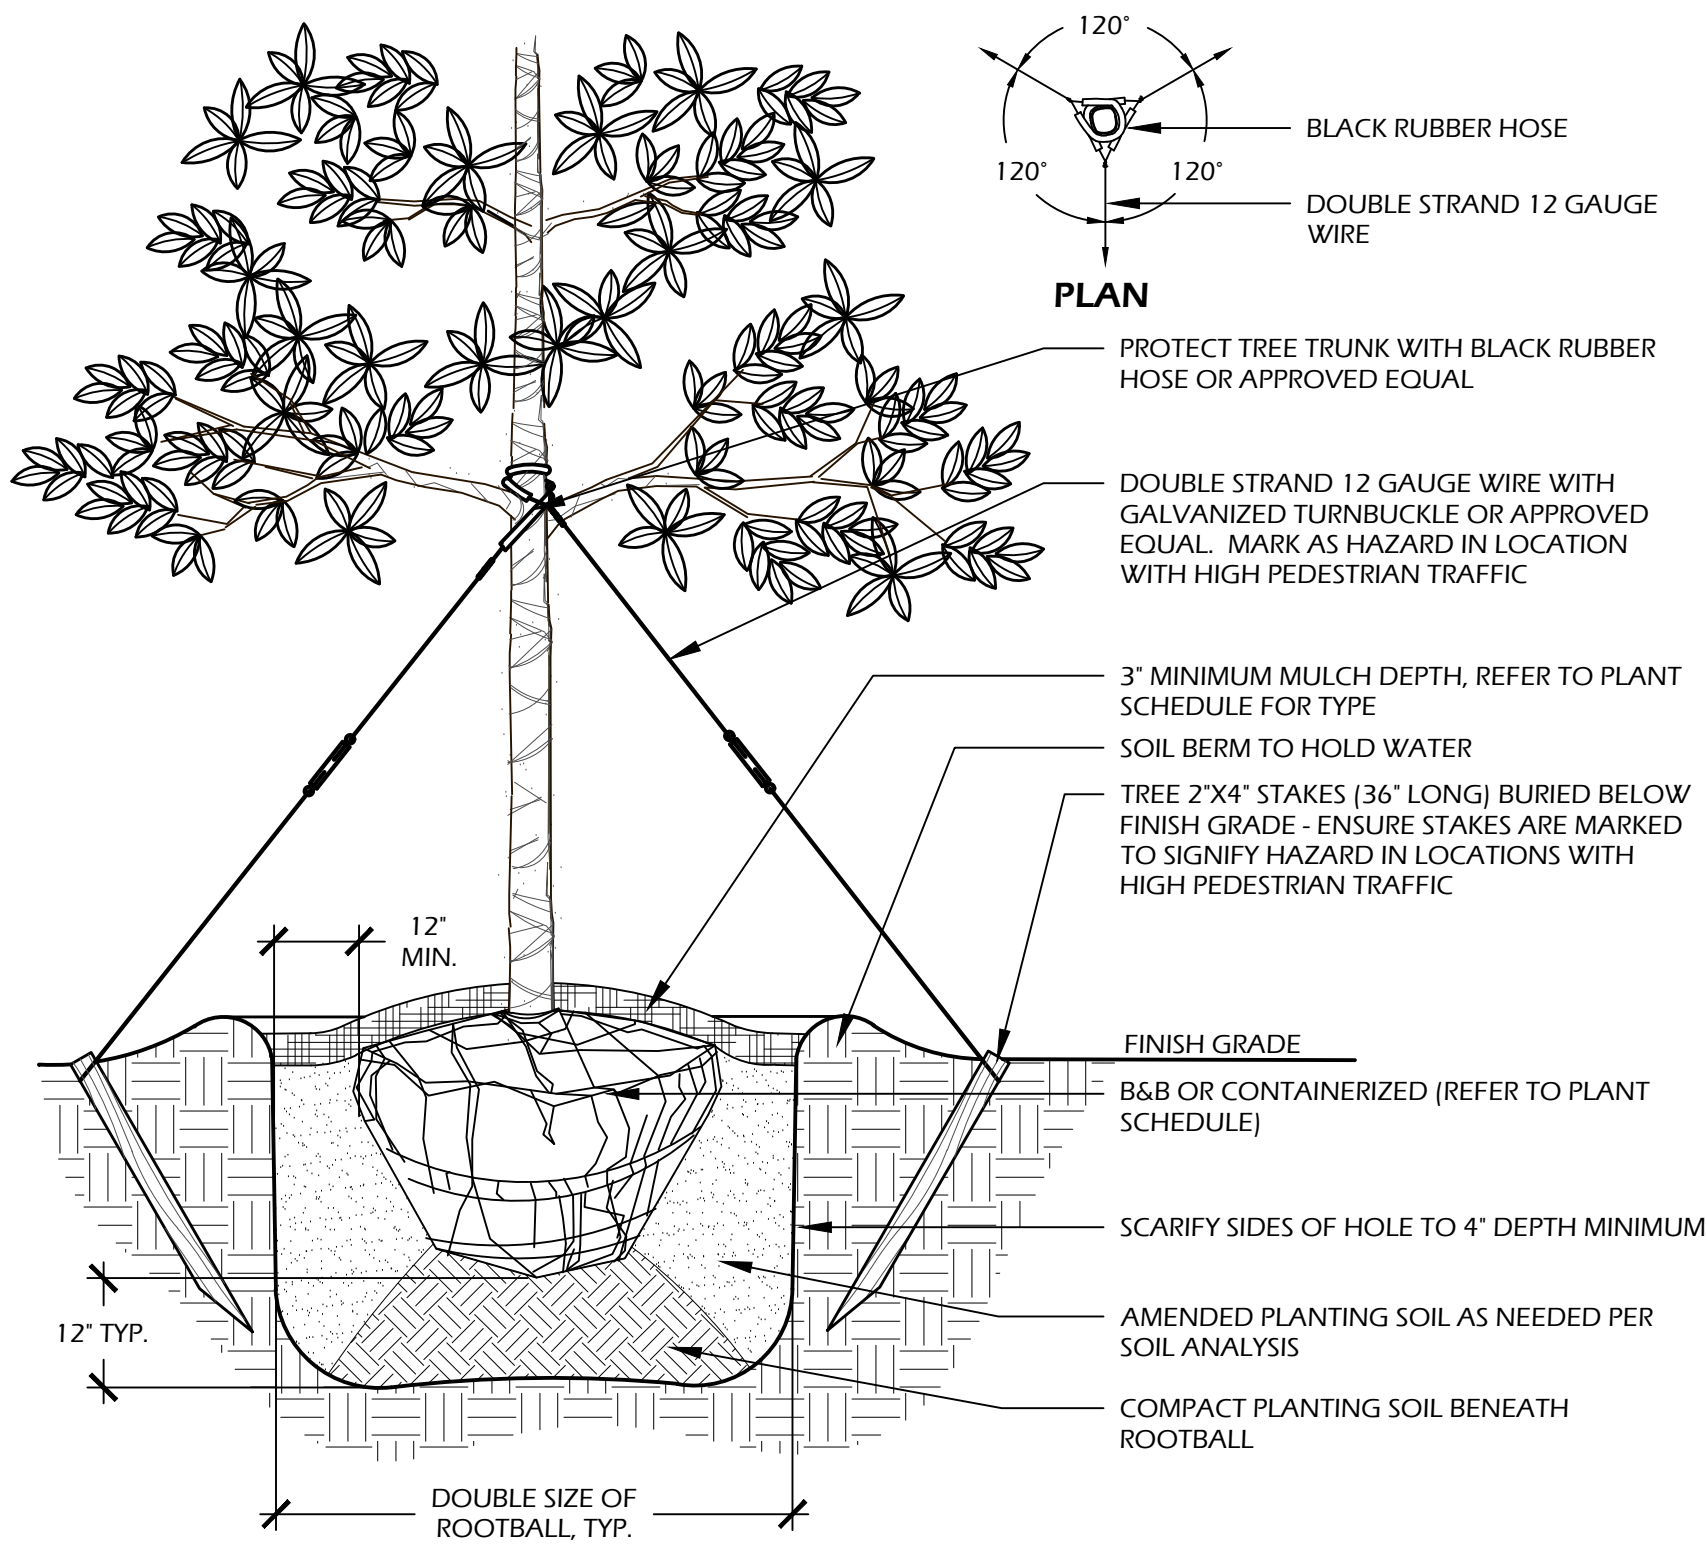 120°
BLACK RUBBER HOSE
120°
120°
DOUBLE STRAND 12 GAUGE
WIRE
PLAN
PROTECT TREE TRUNK WITH BLACK RUBBER
HOSE OR APPROVED EQUAL
DOUBLE STRAND 12 GAUGE WIRE WITH
GALVANIZED TURNBUCKLE OR APPROVED
EQUAL.  MARK AS HAZARD IN LOCATION
WITH HIGH PEDESTRIAN TRAFFIC
3" MINIMUM MULCH DEPTH, REFER TO PLANT
SCHEDULE FOR TYPE
SOIL BERM TO HOLD WATER
TREE 2"X4" STAKES (36" LONG) BURIED BELOW
FINISH GRADE - ENSURE STAKES ARE MARKED
TO SIGNIFY HAZARD IN LOCATIONS WITH
HIGH PEDESTRIAN TRAFFIC
12"
MIN.
FINISH GRADE
B&B OR CONTAINERIZED (REFER TO PLANT
SCHEDULE)
SCARIFY SIDES OF HOLE TO 4" DEPTH MINIMUM
12" TYP.
AMENDED PLANTING SOIL AS NEEDED PER
SOIL ANALYSIS
COMPACT PLANTING SOIL BENEATH
ROOTBALL
DOUBLE SIZE OF
ROOTBALL, TYP.